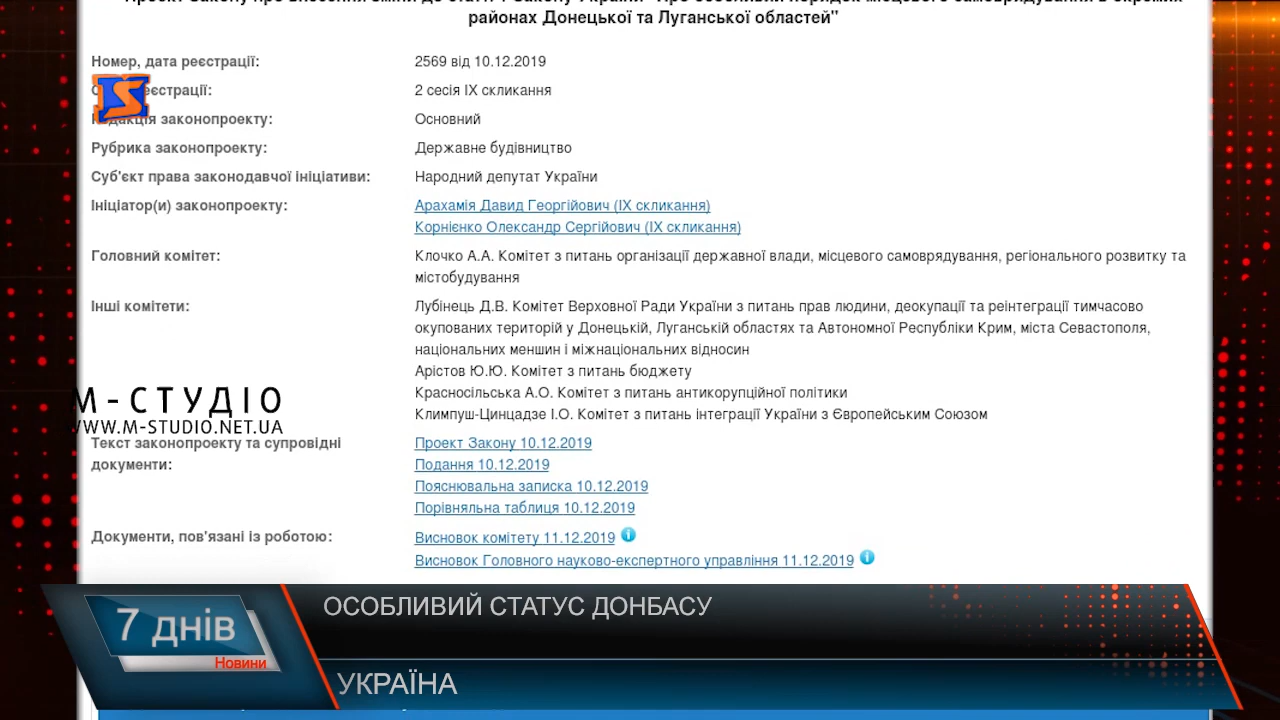 районах Донецької та Луганської областей"
Номер, дата реєстрації: 2569 від 10.12.2019
реєстрації: 2 сесія IX скликання
Редакція законопроекту: Основний
Рубрика законопроекту: Державне будівництво
Суб'єкт права законодавчої ініціативи: Народний депутат України
Ініціатор(и) законопроекту: Арахамія Давид Георгійович (IX скликання)
Корнієнко Олександр Сергійович (IX скликання)
Головний комітет: Клочко А.А. Комітет з питань організації державної влади, місцевого самоврядування, регіонального розвитку та
містобудування
Інші комітети: Лубінець Д.В. Комітет Верховної Ради України з питань прав людини, деокупації та реінтеграції тимчасово
окупованих територій у Донецькій, Луганській областях та Автономної Республіки Крим, міста Севастополя,
національних меншин і міжнаціональних відносин
Арістов Ю.Ю. Комітет з питань бюджету
Красносільська А.О. Комітет з питань антикорупційної політики
Климпуш-Цинцадзе І.О. Комітет з питань інтеграції України з Європейським Союзом
М-СТУДІО
WWW.M-STUDIO.NET.UA
Текст законопроекту та супровідні документи: Проект Закону 10.12.2019
Подання 10.12.2019
Пояснювальна записка 10.12.2019
Порівняльна таблиця 10.12.2019
Документи, пов'язані із роботою: Висновок комітету 11.12.2019
Висновок Головного науково-експертного управління 11.12.2019
7 днів
Новини
ОСОБЛИВИЙ СТАТУС ДОНБАСУ
УКРАЇНА